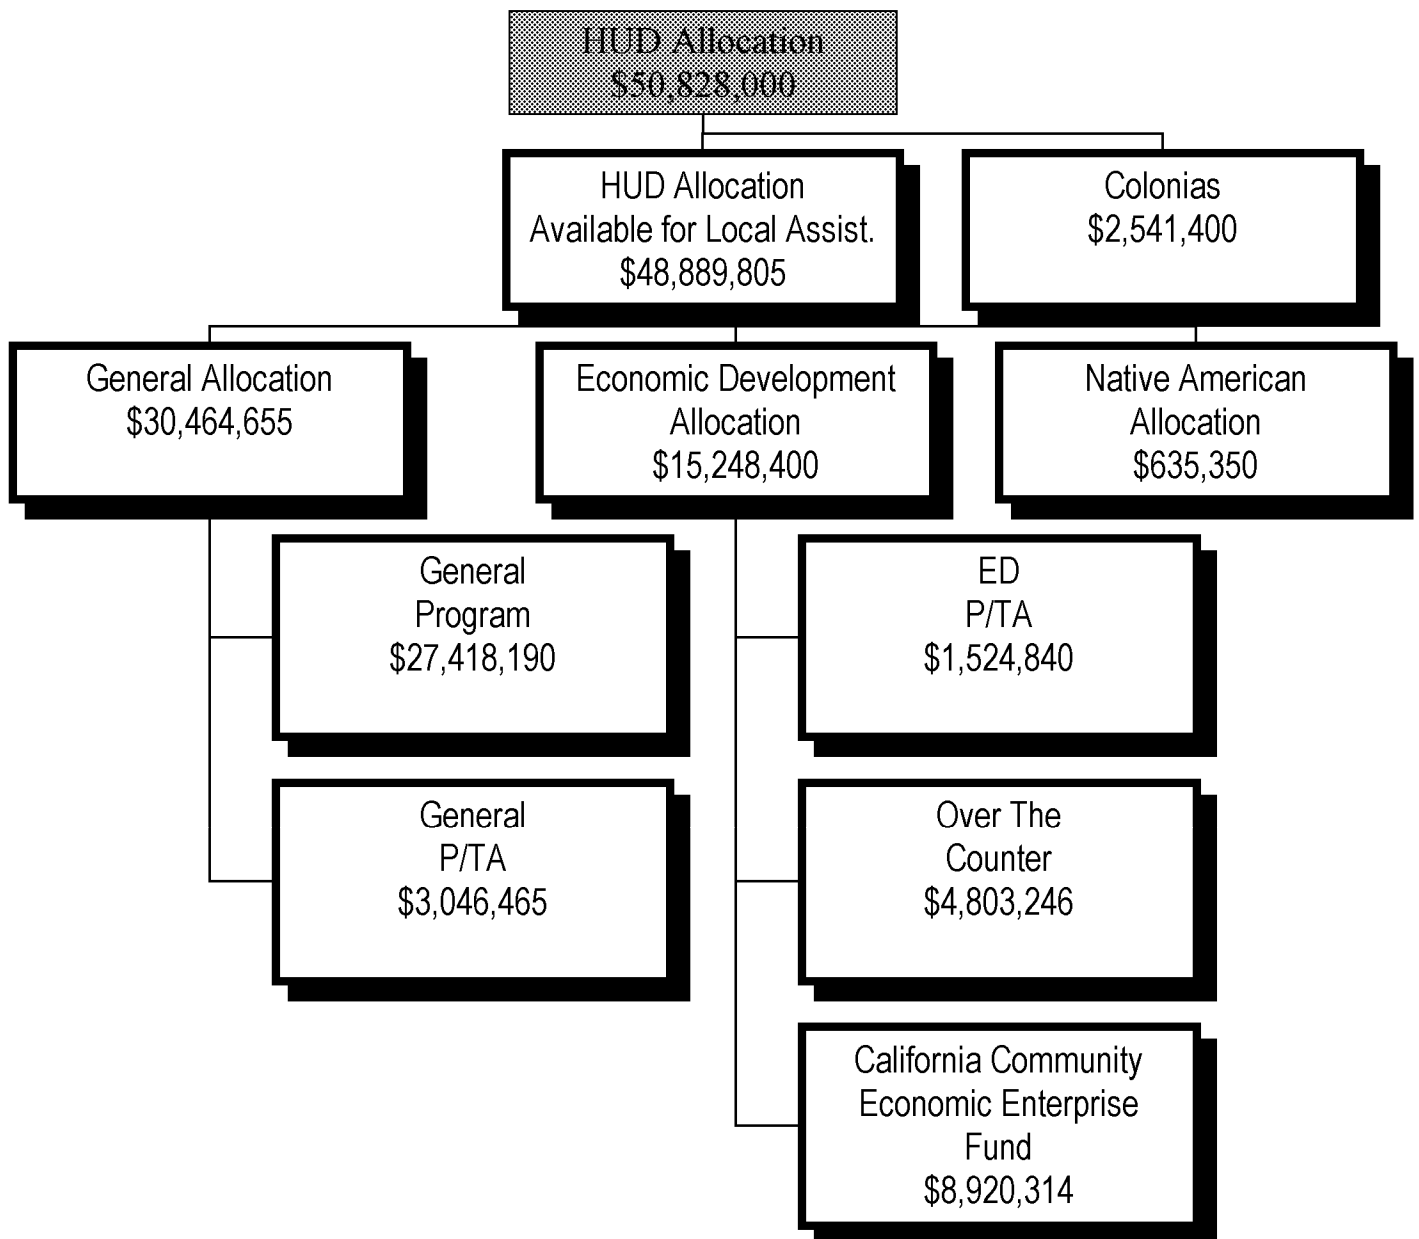 HUD Allocation
$50,828,000
HUD Allocation
Available for Local Assist.
$48,889,805
Colonias
$2,541,400
General Allocation
$30,464,655
Economic Development
Allocation
$15,248,400
Native American
Allocation
$635,350
General
Program
$27,418,190
ED
P/TA
$1,524,840
General
P/TA
$3,046,465
Over The
Counter
$4,803,246
California Community
Economic Enterprise
Fund
$8,920,314